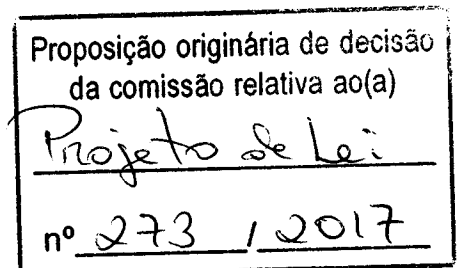 Proposição originária de decisão
da comissão relativa ao(a)
Projeto de Lei
nº 273 / 2017